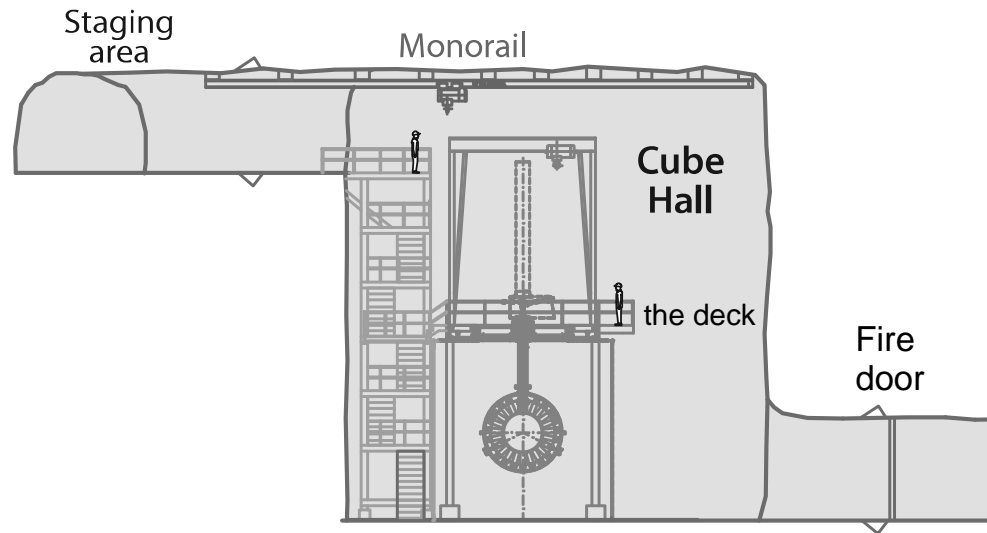 Staging
area
Monorail
Cube
Hall
the deck
Fire
door